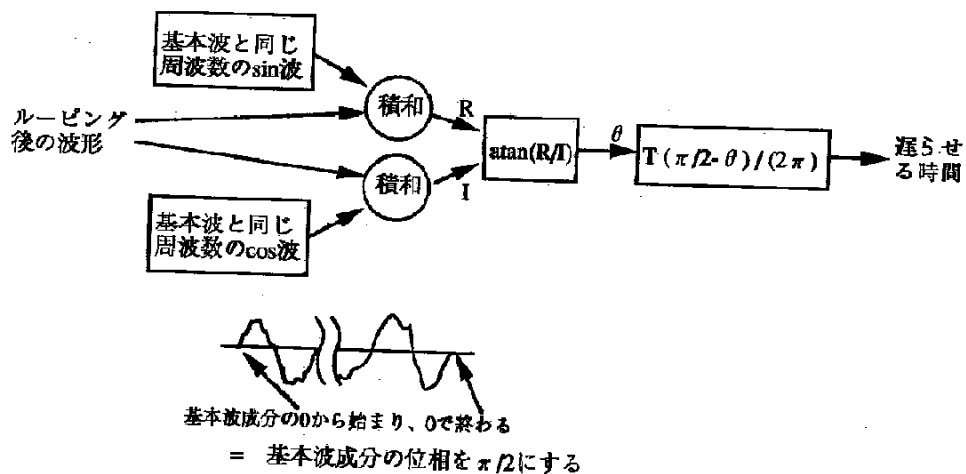 基本波と同じ
周波数のsin波
ルーピング
後の波形
積和
R
積和
I
基本波と同じ
周波数のcos波
atan(R/I)
θ
T(π/2-θ)/(2π)
遅らせ
る時間
基本波成分の0から始まり、0で終わる
= 基本波成分の位相をπ/2にする